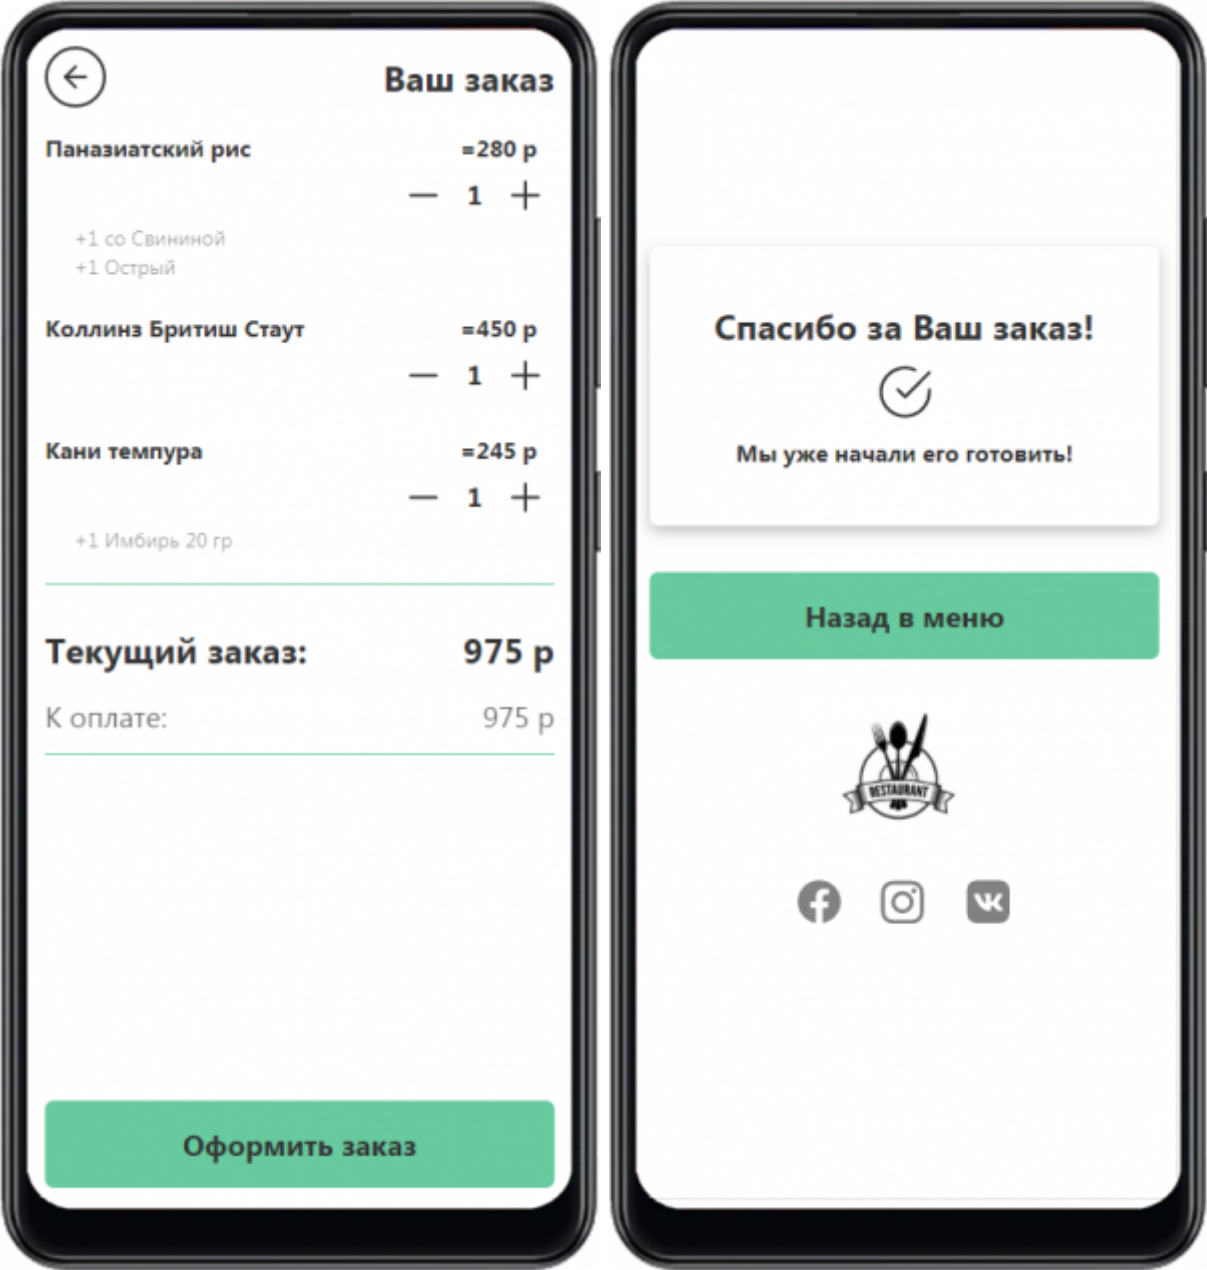 Ваш заказ
Паназиатский рис =280 р
1
+1 со Свининой
+1 Острый
Коллинз Бритиш Стаут =450 р
1
Кани темпура =245 р
1
+1 Имбирь 20 гр
Текущий заказ: 975 р
К оплате: 975 р
Оформить заказ
Спасибо за Ваш заказ!
Мы уже начали его готовить!
Назад в меню
RESTAURANT